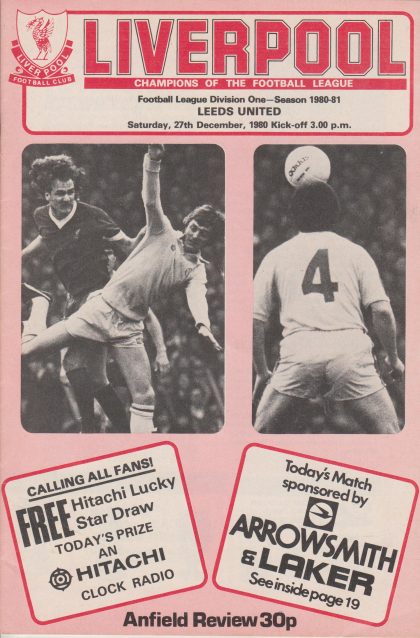 LIVERPOOL
FOOTBALL CLUB
LIVERPOOL
CHAMPIONS OF THE FOOTBALL LEAGUE
Football League Division One—Season 1980-81
LEEDS UNITED
Saturday, 27th December, 1980 Kick-off 3.00 p.m.
4
CALLING ALL FANS!
FREE Hitachi Lucky
Star Draw
TODAY'S PRIZE
AN
HITACHI
CLOCK RADIO
Today's Match
sponsored by
ARROWSMITH
& LAKER
See inside page 19
Anfield Review 30p